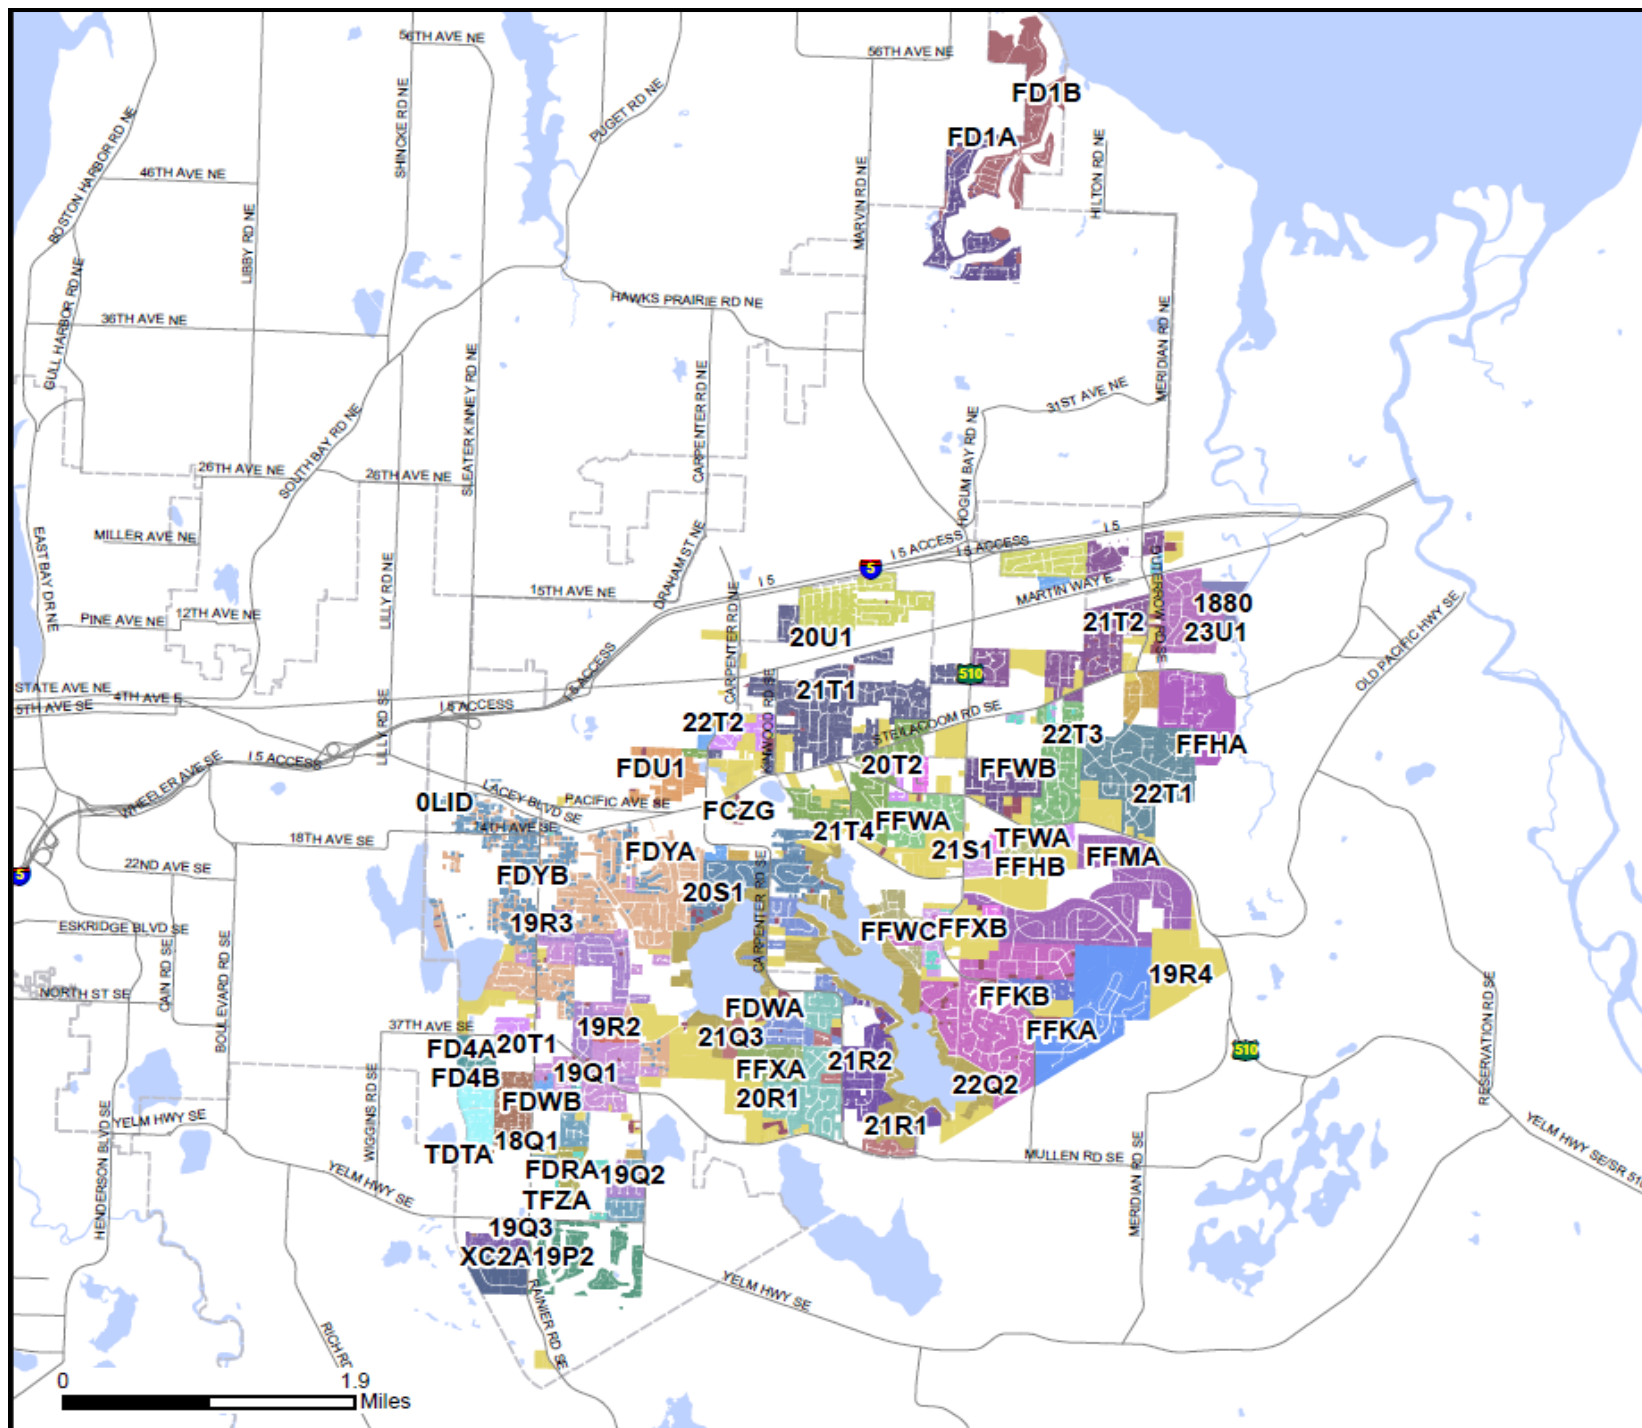 56TH AVE NE
56TH AVE NE
FD1B
FD1A
PUGET RD NE
SHINCKE RD NE
BOSTON HARBOR RD NE
46TH AVE NE
LIBBY RD NE
MARVIN RD NE
HILTON RD NE
GULL HARBOR RD NE
HAWKS PRAIRIE RD NE
36TH AVE NE
MERIDIAN RD NE
SLEATER KINNEY RD NE
CARPENTER RD NE
31ST AVE NE
SOUTH BAY RD NE
HOGUM BAY RD NE
26TH AVE NE
26TH AVE NE
EAST BAY DR NE
MILLER AVE NE
DRAHAM ST NE
I 5 ACCESS
I 5 ACCESS
I 5
LILLY RD NE
15TH AVE NE
I 5
5
CARPENTER RD NE
MARTIN WAY E
PINE AVE NE
12TH AVE NE
20U1
21T2
1880
23U1
OLD PACIFIC HWY SE
I 5 ACCESS
510
STATE AVE NE
4TH AVE E
5TH AVE SE
LILLY RD SE
I 5 ACCESS
21T1
22T2
STEILACOOM RD SE
22T3
FFHA
I 5 ACCESS
WHEELER AVE SE
FDU1
20T2
FFWB
22T1
0LID
LACEY BLVD SE
PACIFIC AVE SE
FCZG
14TH AVE SE
18TH AVE SE
21T4
FFWA
21S1
TFWA
FFHB
FFMA
5
22ND AVE SE
FDYA
FDYB
20S1
CARPENTER RD SE
19R3
ESKRIDGE BLVD SE
CAIN RD SE
BOULEVARD RD SE
FFWC
FFXB
NORTH ST SE
19R4
FFKB
FFKA
37TH AVE SE
FDWA
19R2
21Q3
20T1
FD4A
FD4B
19Q1
FFXA
20R1
21R2
22Q2
510
RESERVATION RD SE
FDWB
21R1
HENDERSON BLVD SE
YELM HWY SE
WIGGINS RD SE
TDTA
18Q1
FDRA
19Q2
MULLEN RD SE
MERIDIAN RD SE
YELM HWY SE/SR 510
YELM HWY SE
TFZA
19Q3
XC2A
19P2
YELM HWY SE
RAINIER RD SE
RICH RD
0
1.9
Miles